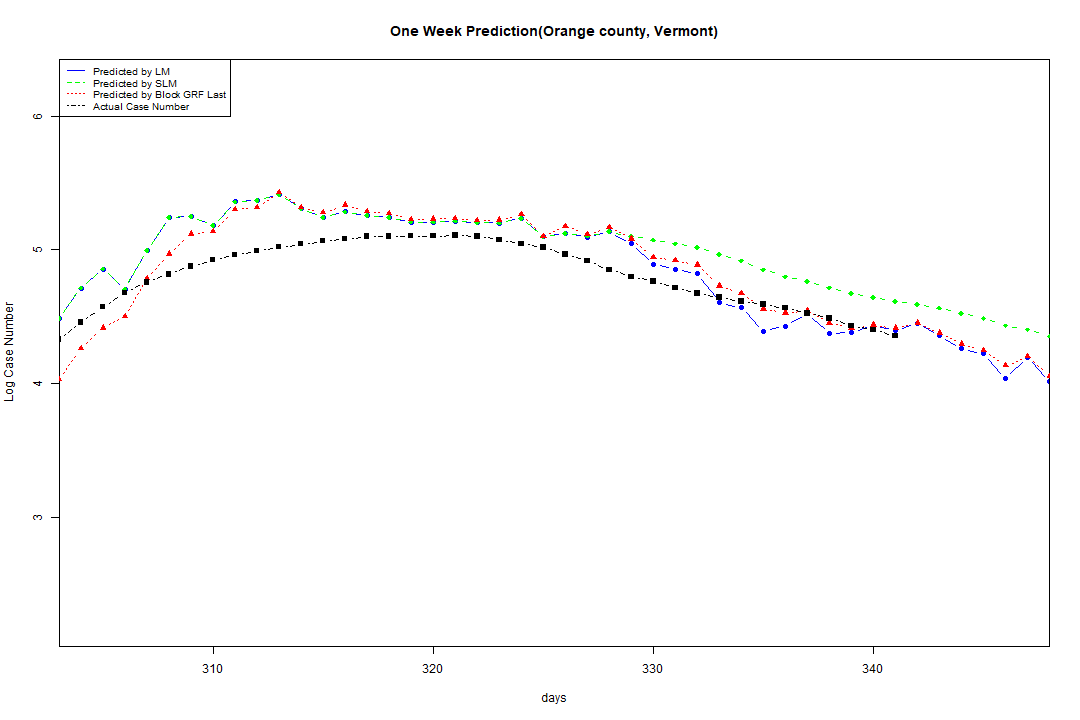 One Week Prediction(Orange county, Vermont)
Predicted by LM
Predicted by SLM
Predicted by Block GRF Last
Actual Case Number
6
5
4
3
Log Case Number
310 320 330 340
days